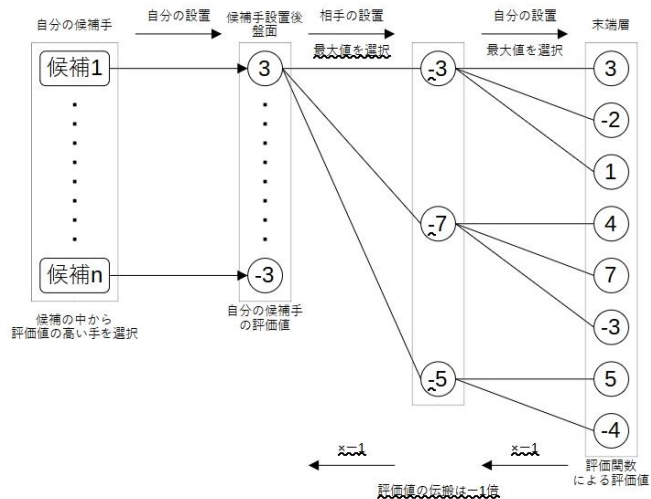 自分の候補手
自分の設置
候補手設置後
盤面
相手の設置
最大値を選択
自分の設置
最大値を選択
末端層
候補1
3
-3
3
-2
1
-7
4
7
-3
候補n
-3
-5
5
-4
候補の中から
評価値の高い手を選択
自分の候補手
の評価値
×ー1
×ー1
評価値の伝搬はー1倍
評価関数
による評価値